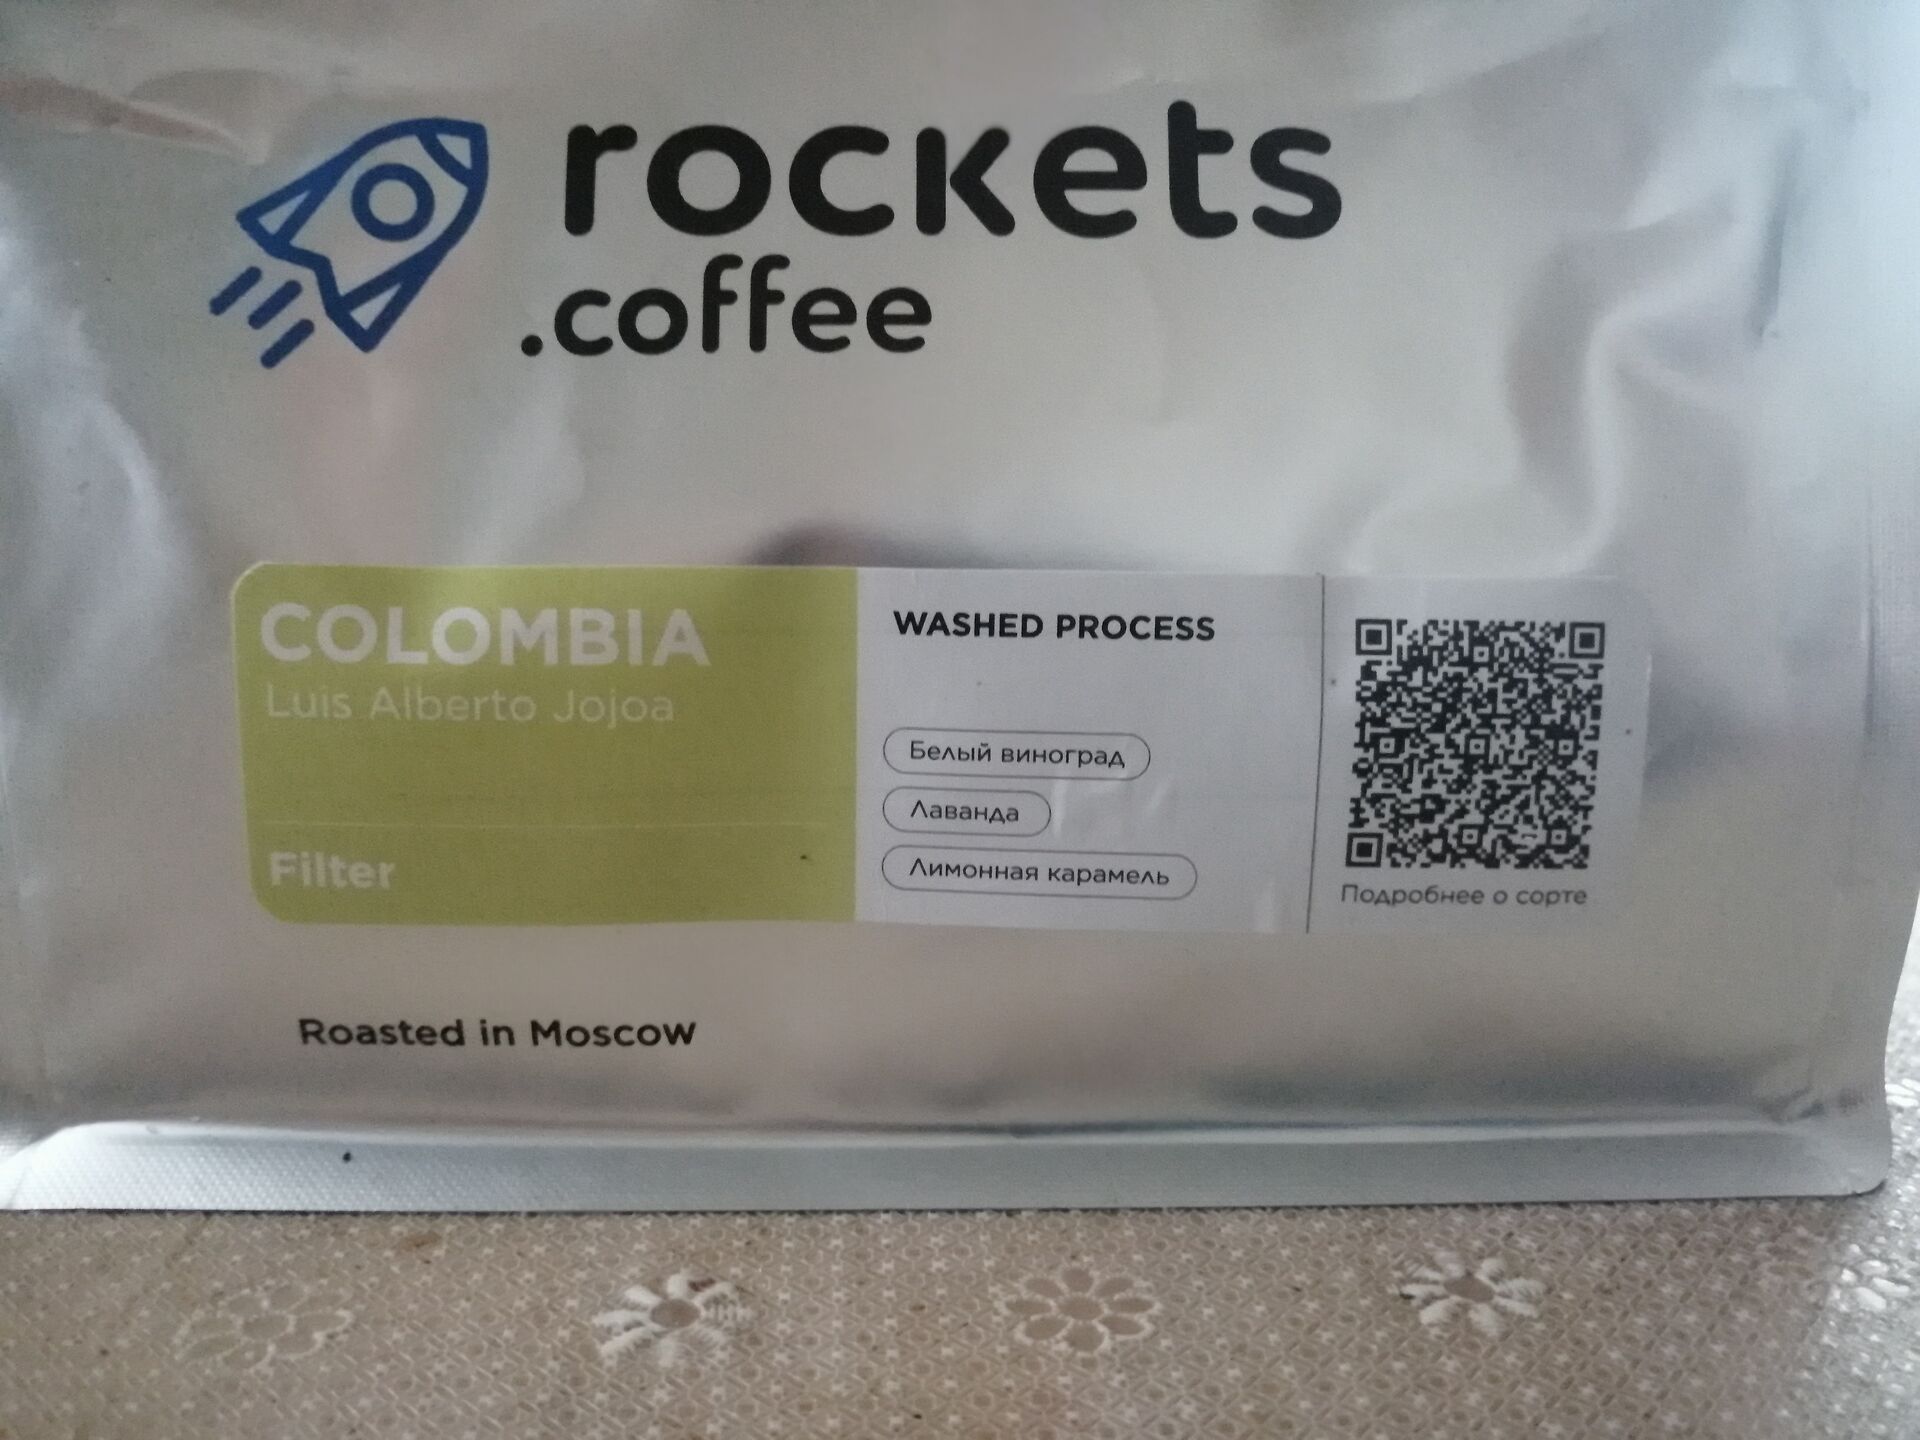 rockets
.coffee
COLOMBIA
Luis Alberto Jojoa
Filter
WASHED PROCESS
Белый виноград
Лаванда
Лимонная карамель
Подробнее о сорте
Roasted in Moscow